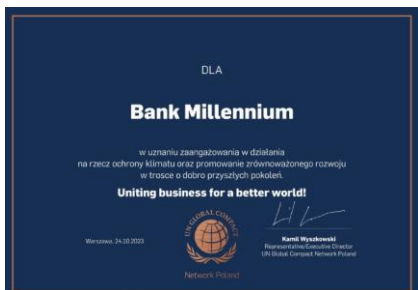 DLA
Bank Millennium
w uznaniu zaangażowania w działania
na rzecz ochrony klimatu oraz promowanie zrównoważonego rozwoju
w trosce o dobro przyszłych pokoleń.
Uniting business for a better world!
Warszawa, 24.10.2023
UN GLOBAL COMPACT
Network Poland
Kamil Wyszkowski
Representative/Executive Director
UN Global Compact Network Poland